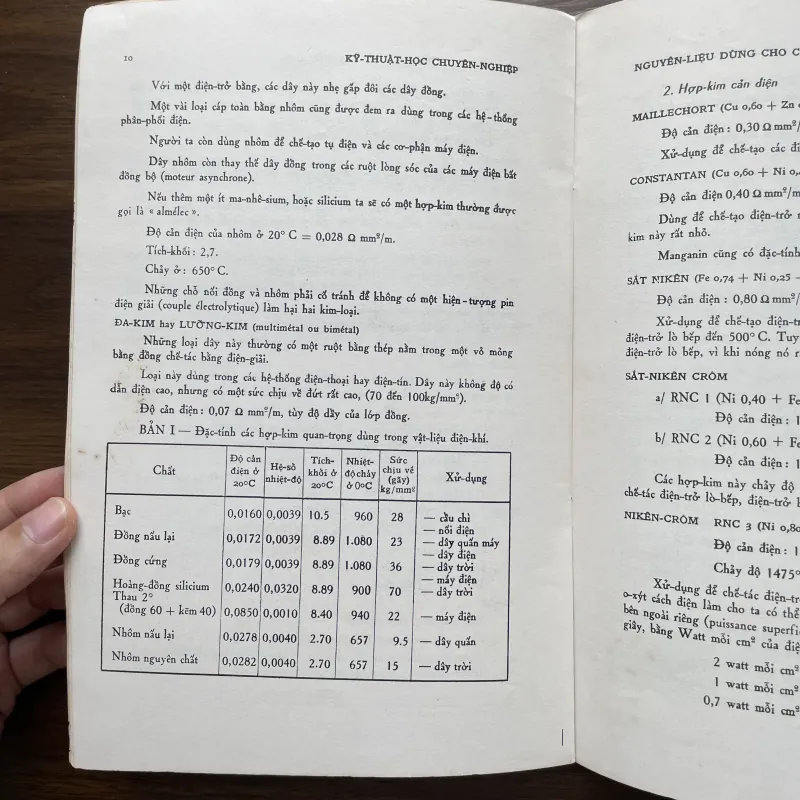 10
KỸ-THUẬT-HỌC CHUYÊN-NGHIỆP
Với một điện-trở bằng, các dây này nhẹ gấp đôi các dây đồng.
Một vài loại cáp toàn bằng nhôm cũng được đem ra dùng trong các hệ-thống
phân-phối điện.
Người ta còn dùng nhôm để chế-tạo tụ điện và các cơ-phận máy điện.
Dây nhôm còn thay thế dây đồng trong các ruột lòng sóc của các máy điện bất
đồng bộ (moteur asynchrone).
Nếu thêm một ít ma-nhê-sium, hoặc silicium ta sẽ có một hợp-kim thường được
gọi là « almélec ».
Độ cản điện của nhôm ở 20° C = 0,028 Ω mm²/m.
Tích-khối : 2,7.
Chảy ở : 650° C.
Những chỗ nối đồng và nhôm phải cố tránh để không có một hiện-tượng pin
điện giải (couple électrolytique) làm hại hai kim-loại.
ĐA-KIM hay LƯỠNG-KIM (multimétal ou bimétal)
Những loại dây này thường có một ruột bằng thép nằm trong một vỏ mỏng
bằng đồng chế-tác bằng điện-giải.
Loại này dùng trong các hệ-thống điện-thoại hay điện-tín. Dây này không độ có
dẫn điện cao, nhưng có một sức chịu về đứt rất cao, (70 đến 100kg/mm²).
Độ cản điện : 0,07 Ω mm²/m, tùy độ dầy của lớp đồng.
BẢN I — Đặc-tính các hợp-kim quan-trọng dùng trong vật-liệu điện-khí.
Chất | Độ cản điện ở 20°C | Hệ-số nhiệt-độ | Tích-khối ở 20°C | Nhiệt-độ chảy ở 0°C | Sức chịu về (gãy) kg/mm² | Xử-dụng
Bạc 0,0160 0,0039 10.5 960 28 — cầu chì
— nối điện
Đồng nấu lại 0,0172 0,0039 8.89 1.080 23 — dây quấn máy
— dây điện
Đồng cứng 0,0179 0,0039 8.89 1.080 36 — dây trời
— máy điện
Hoàng-đồng silicium 0,0240 0,0320 8.89 900 70 — dây trời
Thau 2°
(đồng 60 + kẽm 40) 0,0850 0,0010 8.40 940 22 — máy điện
Nhôm nấu lại 0,0278 0,0040 2.70 657 9.5 — dây quấn
Nhôm nguyên chất 0,0282 0,0040 2.70 657 15 — dây trời
NGUYÊN-LIỆU DÙNG CHO C
2. Hợp-kim cản điện
MAILLECHORT (Cu 0,60 + Zn
Độ cản điện : 0,30 Ω mm²/
Xử-dụng để chế-tạo các đi
CONSTANTAN (Cu 0,60 + Ni 0,
Độ cản điện 0,40 Ω mm²/
Dùng để chế-tạo điện-trở
kim này rất nhỏ.
Manganin cũng có đặc-tính
SẮT NIKÊN (Fe 0,74 + Ni 0,25
Độ cản điện : 0,80 Ω mm²
Xử-dụng để chế-tạo điện-tr
điện-trở lò bếp đến 500° C. Tuy
điện-trở lò bếp, vì khi nóng nó
SẮT-NIKÊN CRÔM
a/ RNC 1 (Ni 0,40 + Fe
Độ cản điện : 1
b/ RNC 2 (Ni 0,60 + Fe
Độ cản điện : 1
Các hợp-kim này chảy độ
chế-tác điện-trở lò-bếp, điện-trở
NIKÊN-CRÔM RNC 3 (Ni 0,80
Độ điện : 1
Chảy độ 1475°
Xử-dụng để chế-tác điện-tr
o-xýt cách điện làm cho ta có thể
bên ngoài riêng (puissance superfic
giây, bằng Watt mỗi cm² của điệ
2 watt mỗi cm²
1 watt mỗi cm²
0,7 watt mỗi cm²